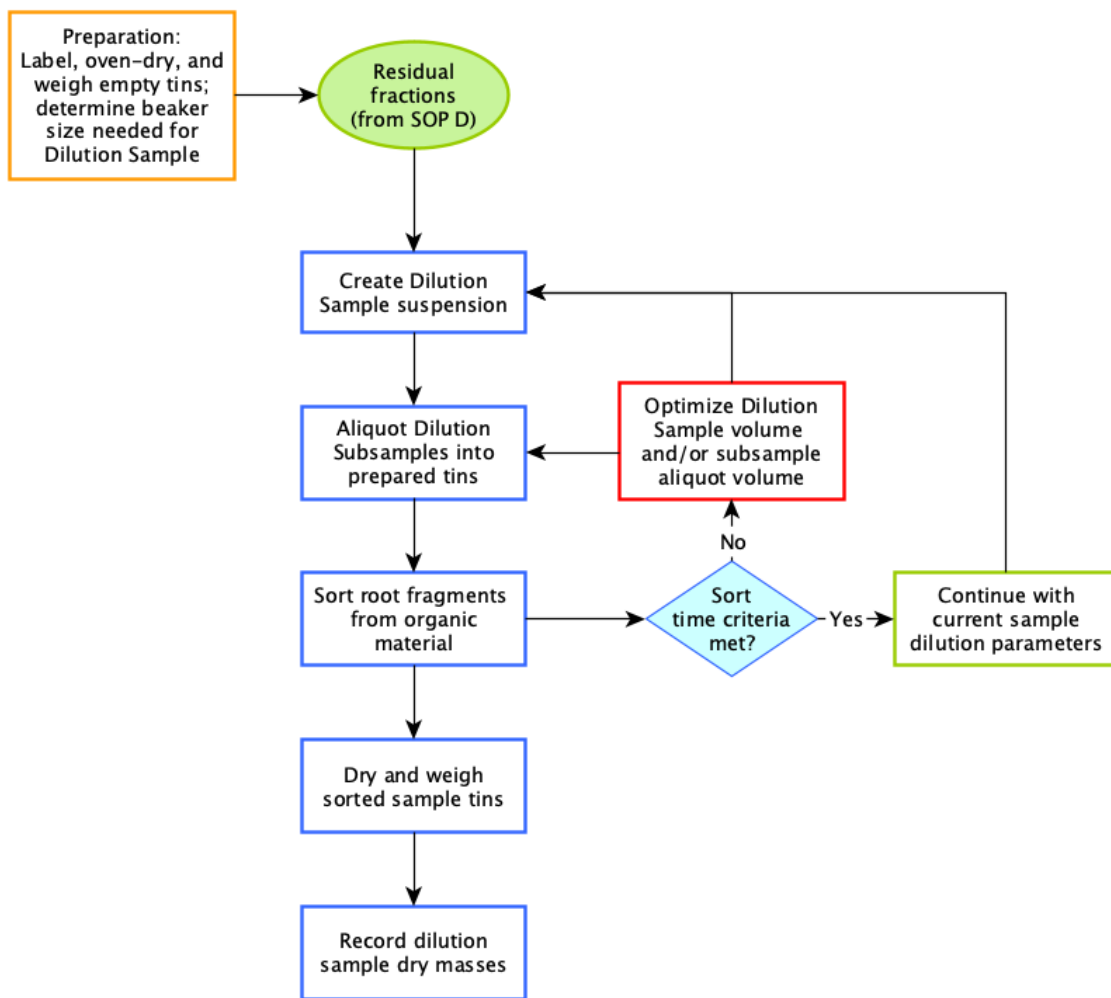 Preparation:
Label, oven-dry, and
weigh empty tins;
determine beaker
size needed for
Dilution Sample
Residual
fractions
(from SOP D)
Create Dilution
Sample suspension
Aliquot Dilution
Subsamples into
prepared tins
Optimize Dilution
Sample volume
and/or subsample
aliquot volume
No
Sort root fragments
from organic
material
Sort
time criteria
met?
Yes
Continue with
current sample
dilution parameters
Dry and weigh
sorted sample tins
Record dilution
sample dry masses